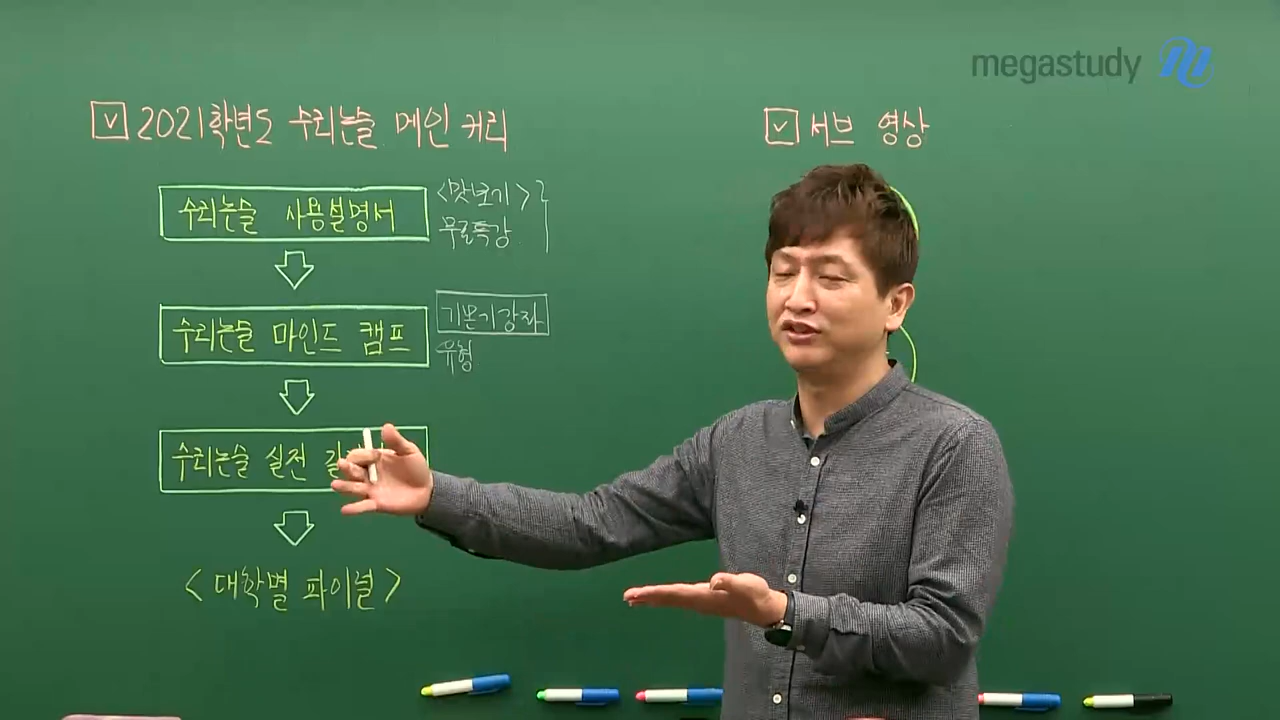 megastudy
2021학년도 수리논술 메인 커리
수리논술 사용설명서
<맛보기>
무료특강
수리논술 마인드 캠프
기본기강좌
유형
수리논술 실전
<대학별 파이널>
서브 영상